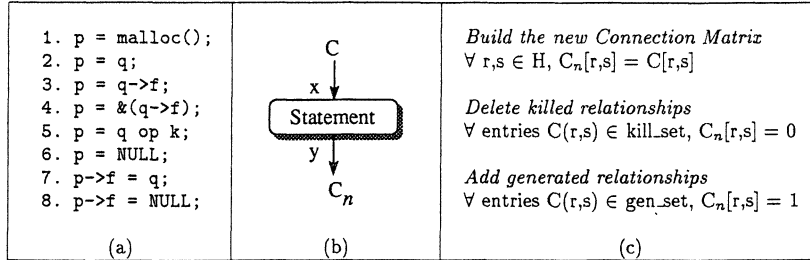 1. p = malloc();
2. p = q;
3. p = q->f;
4. p = &(q->f);
5. p = q op k;
6. p = NULL;
7. p->f = q;
8. p->f = NULL;
(a)
C
x
Statement
y
Cₙ
(b)
Build the new Connection Matrix
∀ r,s ∈ H, Cₙ[r,s] = C[r,s]
Delete killed relationships
∀ entries C(r,s) ∈ kill_set, Cₙ[r,s] = 0
Add generated relationships
∀ entries C(r,s) ∈ gen_set, Cₙ[r,s] = 1
(c)